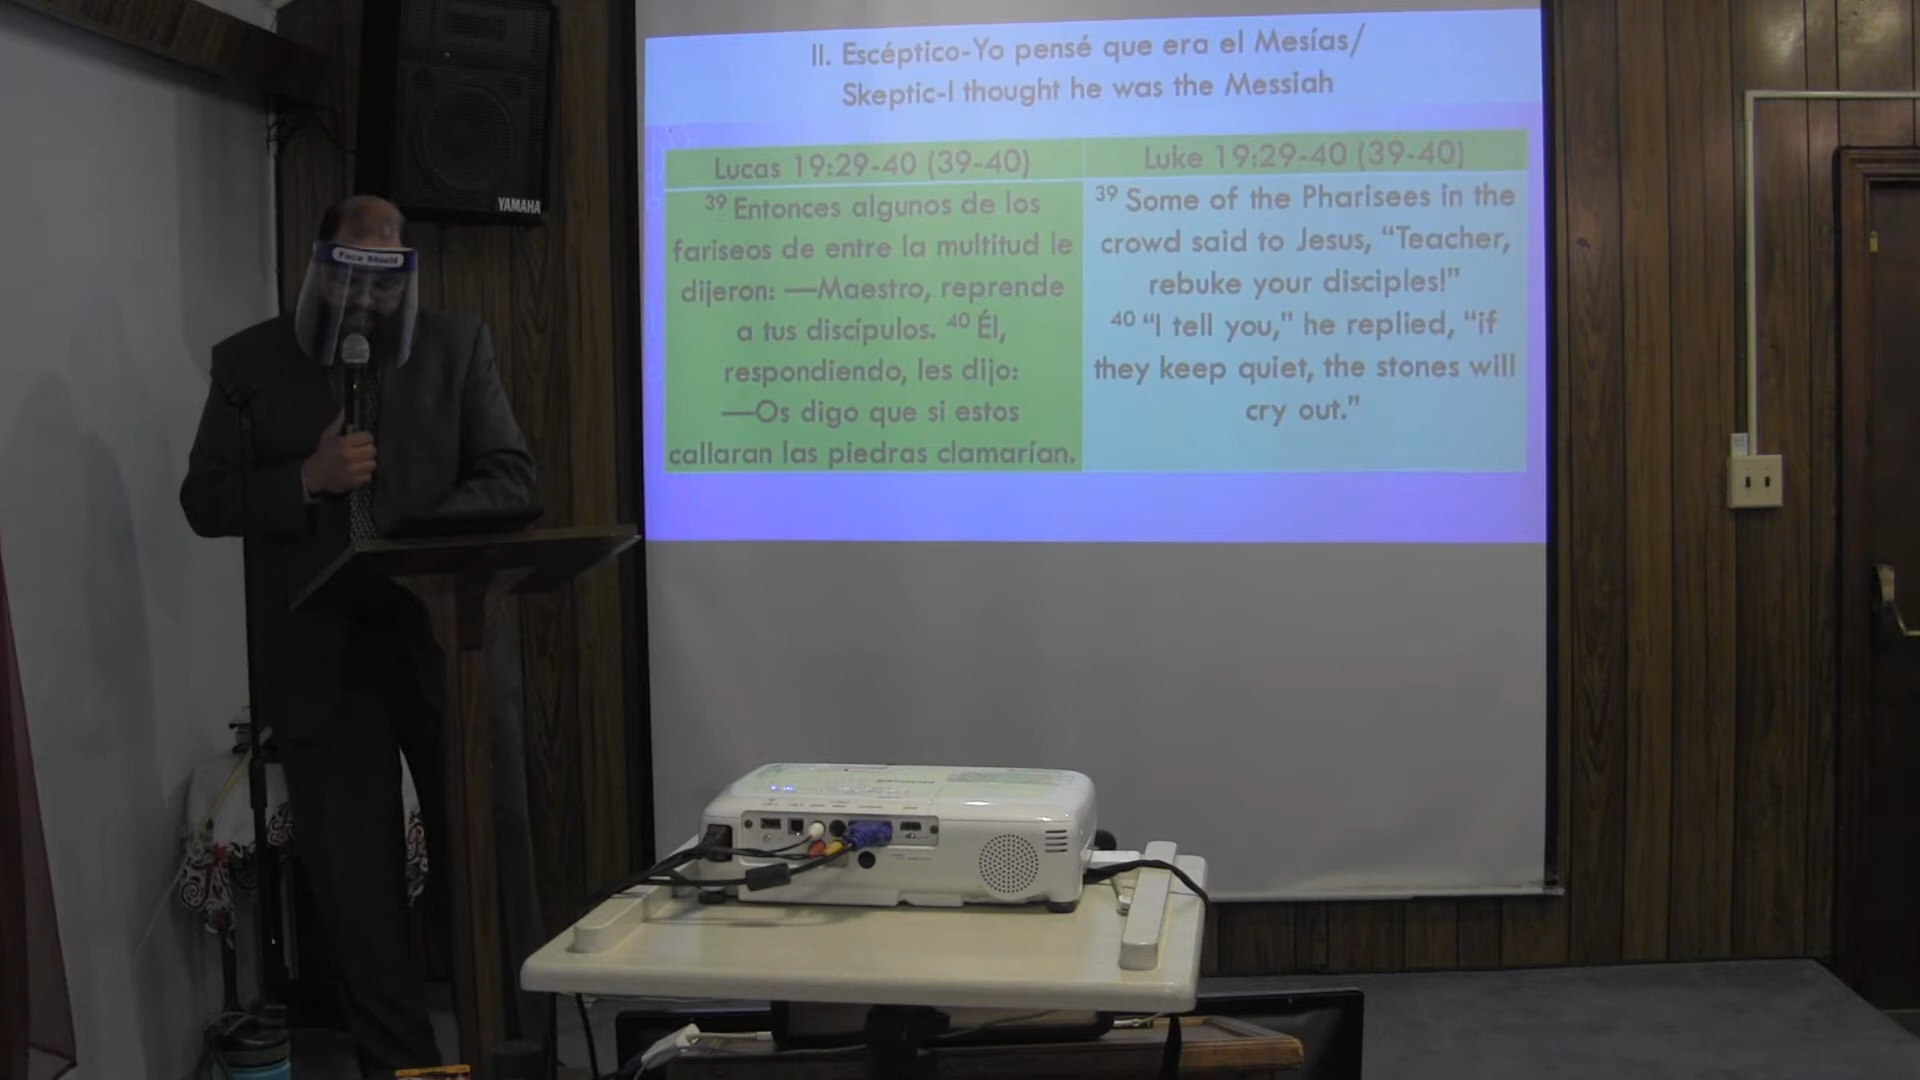 II. Escéptico-Yo pensé que era el Mesías/
Skeptic-I thought he was the Messiah
Lucas 19:29-40 (39-40)
39 Entonces algunos de los
fariseos de entre la multitud le
dijeron: —Maestro, reprende
a tus discípulos. 40 Él,
respondiendo, les dijo:
—Os digo que si estos
callaran las piedras clamarían.
Luke 19:29-40 (39-40)
39 Some of the Pharisees in the
crowd said to Jesus, “Teacher,
rebuke your disciples!”
40 “I tell you,” he replied, “if
they keep quiet, the stones will
cry out.”
YAMAHA
Face Shield